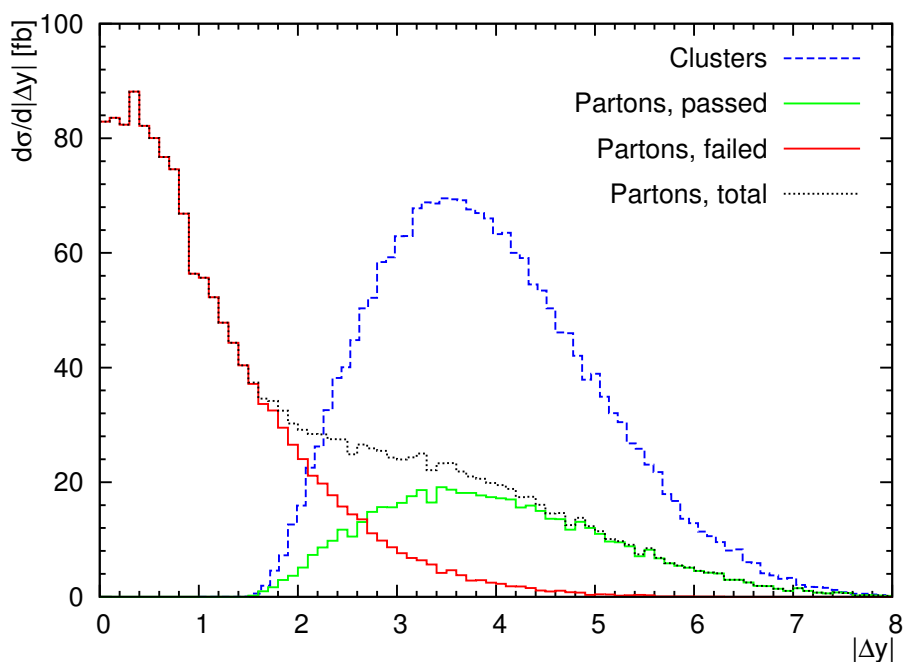 dσ/d|Δy| [fb]
100
80
60
40
20
0
Clusters
Partons, passed
Partons, failed
Partons, total
0 1 2 3 4 5 6 7 8
|Δy|